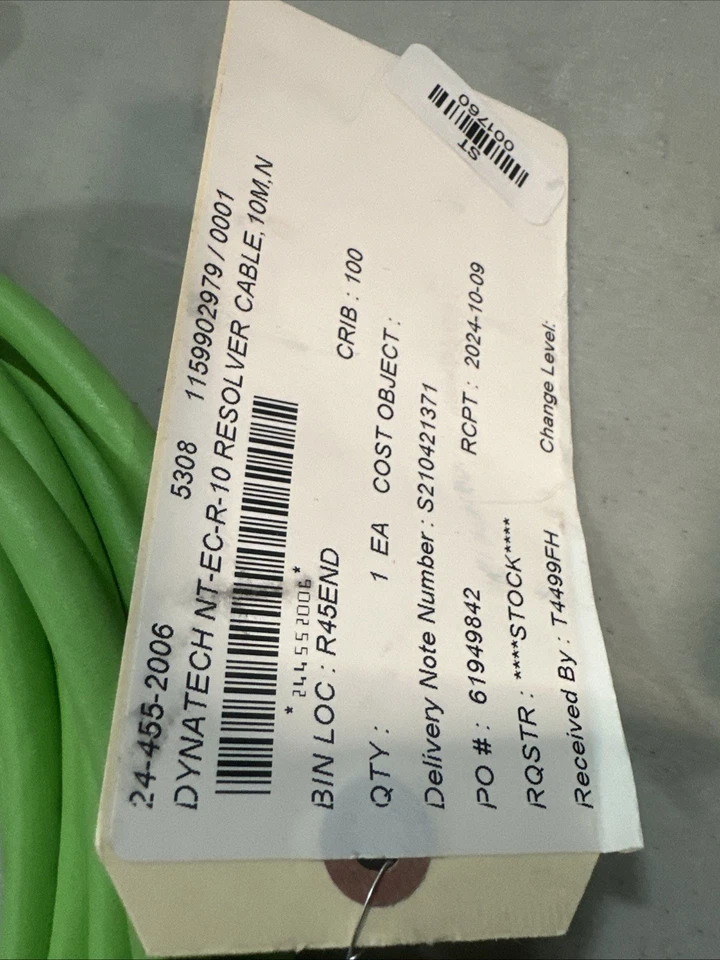 24-455-2006 5308 1159902979 / 0001
DYNATECH NT-EC-R-10 RESOLVER CABLE, 10M,N
* 244552006 *
BIN LOC : R45END CRIB : 100
QTY : 1 EA COST OBJECT :
Delivery Note Number : S210421371
PO # : 61949842 RCPT : 2024-10-09
RQSTR : ****STOCK****
Received By : T4499FH Change Level:
ST
001760